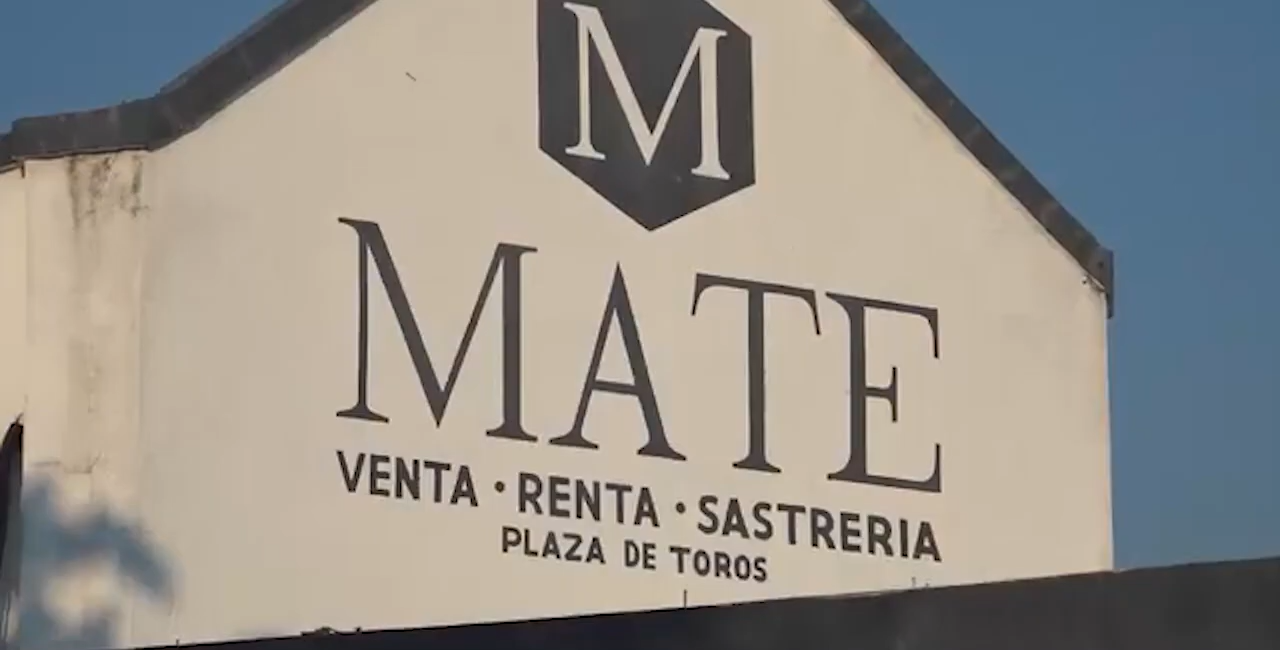 M
MATE
VENTA · RENTA · SASTRERIA
PLAZA DE TOROS